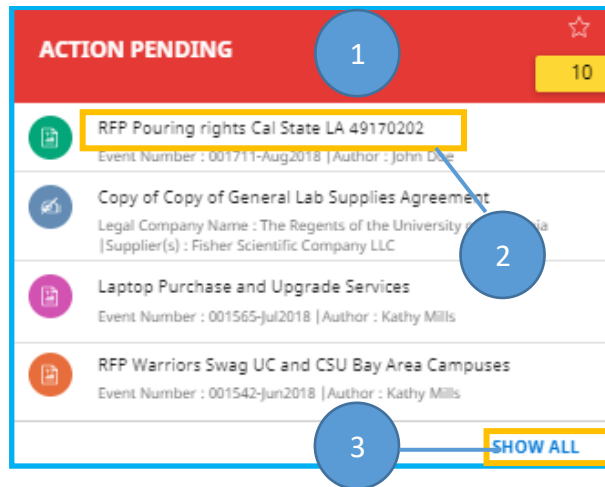 ACTION PENDING
1
10
RFP Pouring rights Cal State LA 49170202
Event Number : 001711-Aug2018 |Author : John Doe
Copy of Copy of General Lab Supplies Agreement
Legal Company Name : The Regents of the University
|Supplier(s) : Fisher Scientific Company LLC
2
Laptop Purchase and Upgrade Services
Event Number : 001565-Jul2018 |Author : Kathy Mills
RFP Warriors Swag UC and CSU Bay Area Campuses
Event Number : 001542-Jun2018 |Author : Kathy Mills
3
SHOW ALL